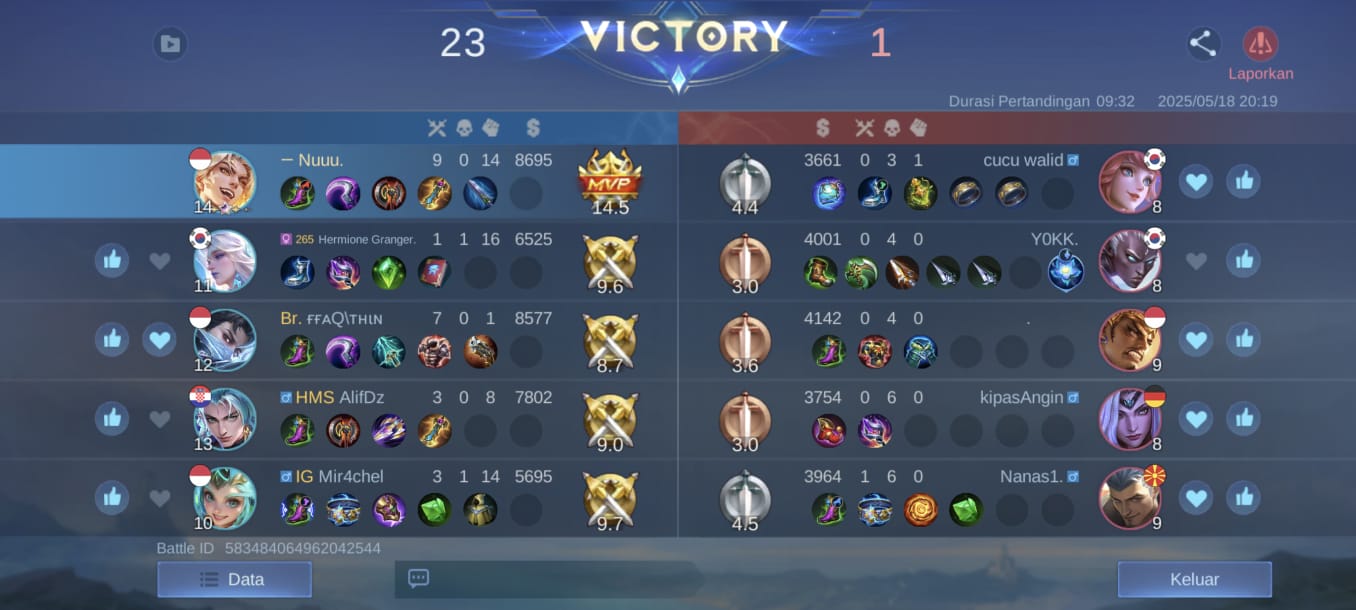 23 VICTORY 1
Laporkan
Durasi Pertandingan 09:32 2025/05/18 20:19
一 Nuuu. 9 0 14 8695 MVP 14.5
14
4.4 3661 0 3 1 cucu walid 8
265 Hermione Granger. 1 1 16 6525 9.6
11
3.0 4001 0 4 0 Y0KK. 8
Br. ғғᴀQ\ᴛʜιɴ 7 0 1 8577 8.7
12
3.6 4142 0 4 0 . 9
HMS AlifDz 3 0 8 7802 9.0
13
3.0 3754 0 6 0 kipasAngin 8
IG Mir4chel 3 1 14 5695 9.7
10
4.5 3964 1 6 0 Nanas1. 9
Battle ID 583484064962042544
Data
Keluar